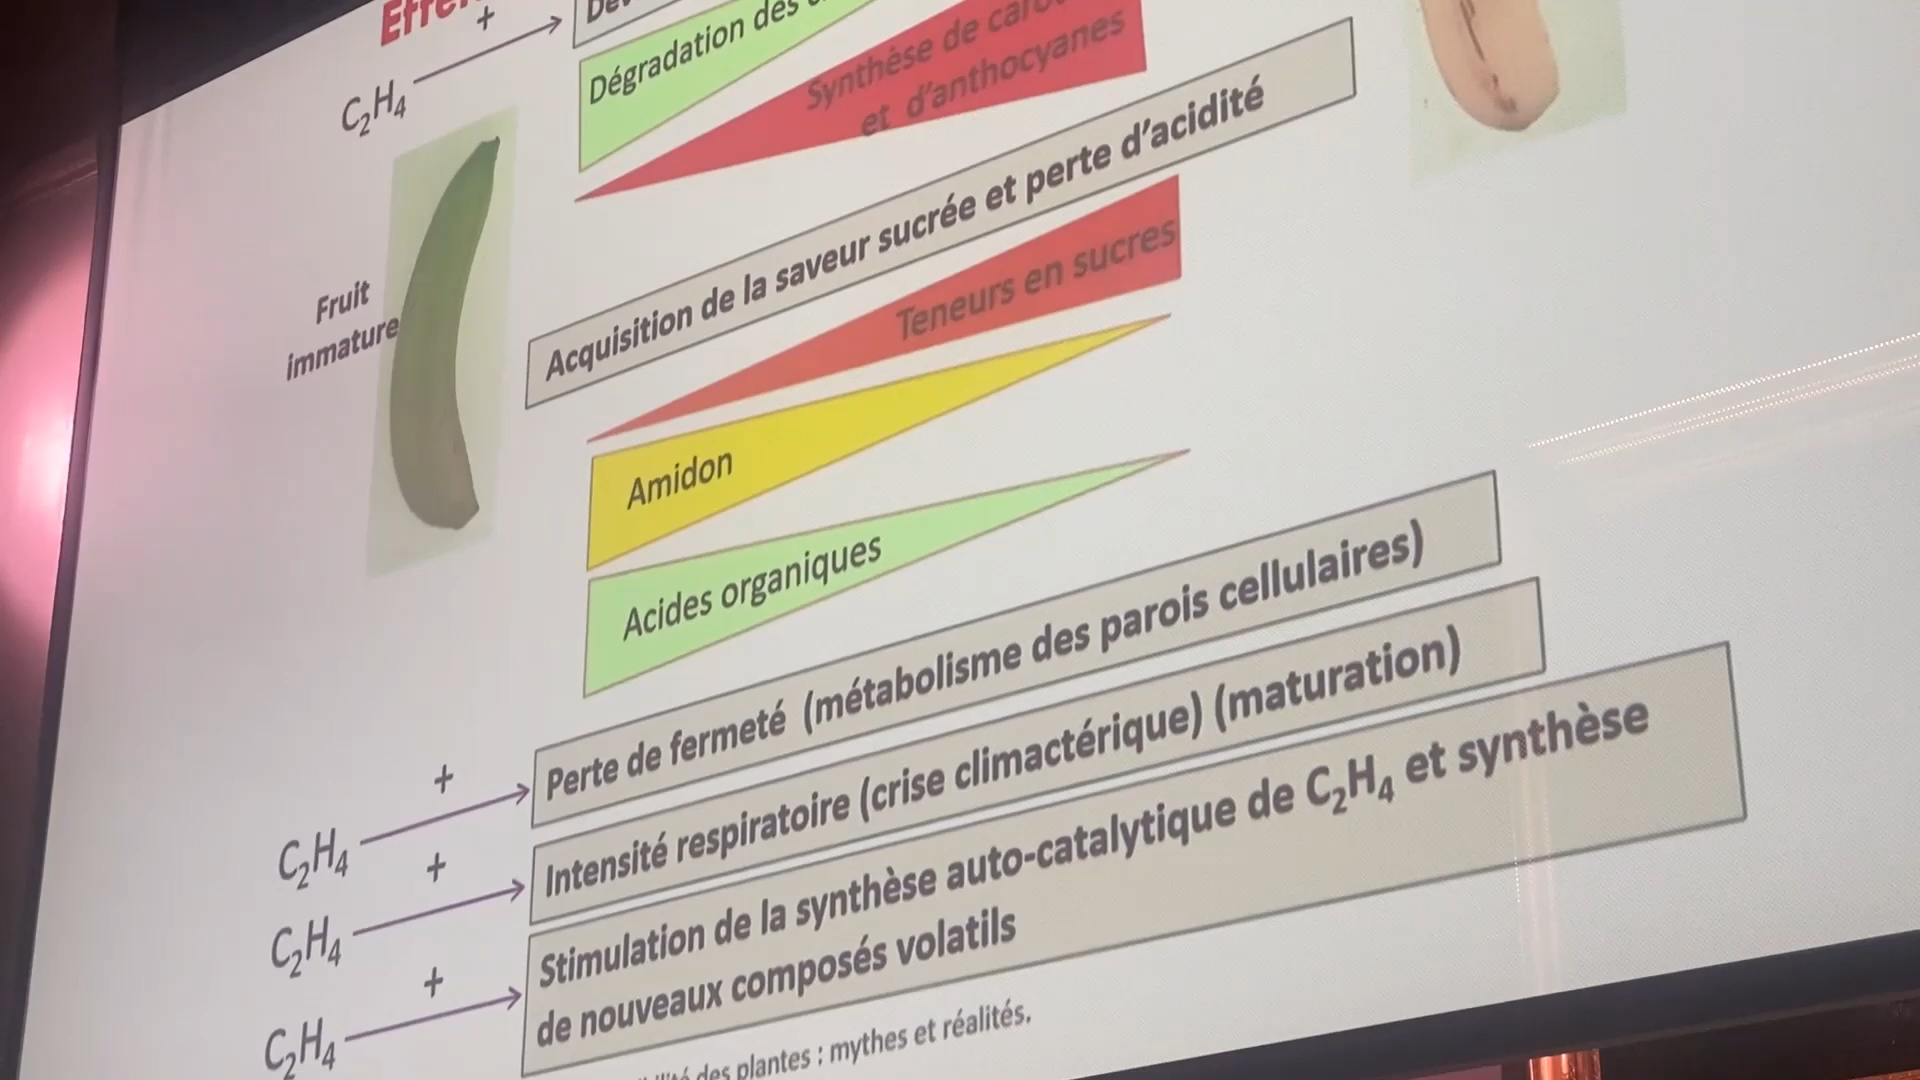 +
C₂H₄
Dégradation des
Synthèse de
et d'anthocyanes
Acquisition de la saveur sucrée et perte d'acidité
Fruit
immature
Teneurs en sucres
Amidon
Acides organiques
+
C₂H₄
Perte de fermeté (métabolisme des parois cellulaires)
+
C₂H₄
Intensité respiratoire (crise climactérique) (maturation)
+
C₂H₄
Stimulation de la synthèse auto-catalytique de C₂H₄ et synthèse
de nouveaux composés volatils
des plantes : mythes et réalités.